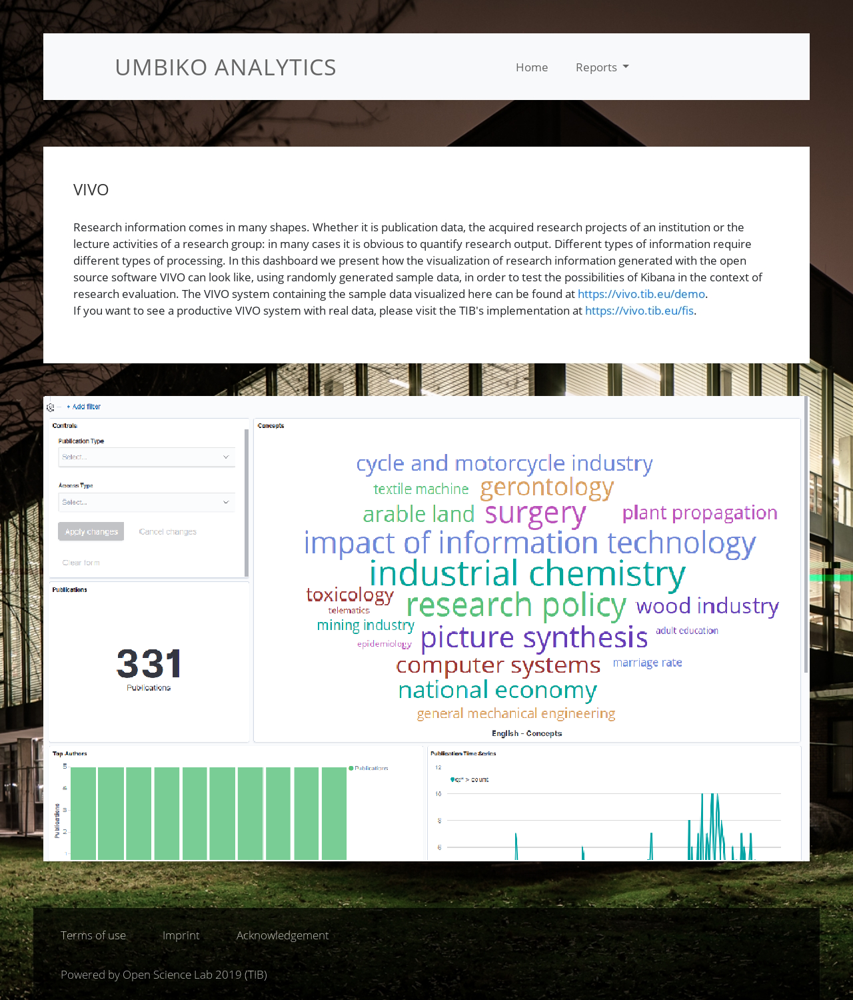 UMBIKO ANALYTICS
Home
Reports
VIVO
Research information comes in many shapes. Whether it is publication data, the acquired research projects of an institution or the
lecture activities of a research group: in many cases it is obvious to quantify research output. Different types of information require
different types of processing. In this dashboard we present how the visualization of research information generated with the open
source software VIVO can look like, using randomly generated sample data, in order to test the possibilities of Kibana in the context of
research evaluation. The VIVO system containing the sample data visualized here can be found at https://vivo.tib.eu/demo.
If you want to see a productive VIVO system with real data, please visit the TIB's implementation at https://vivo.tib.eu/fis.
+ Add filter
Controls
Publication Type
Select...
Access Type
Select...
Apply changes
Cancel changes
Clear form
Concepts
cycle and motorcycle industry
textile machine gerontology
arable land surgery plant propagation
impact of information technology
industrial chemistry
toxicology
telematics
research policy wood industry
mining industry
picture synthesis adult education
epidemiology
computer systems marriage rate
national economy
general mechanical engineering
English - Concepts
Publications
331
Publications
Top Authors
Publications
Publications
5
4
3
2
1
Publication Time Series
12
q:* > count
10
8
6
Terms of use
Imprint
Acknowledgement
Powered by Open Science Lab 2019 (TIB)